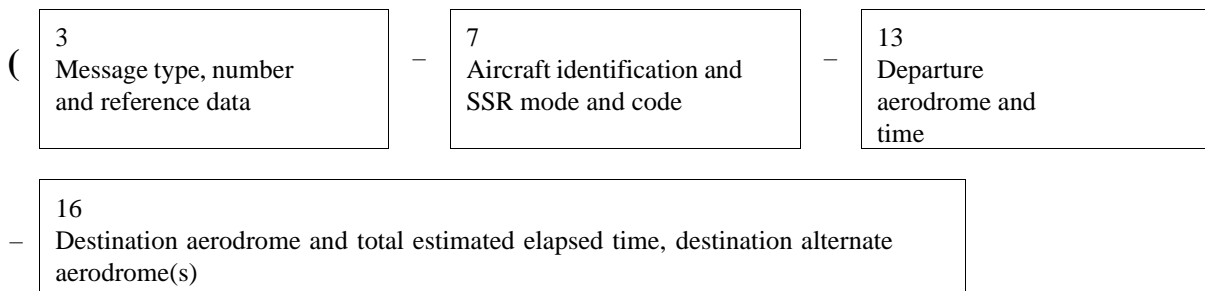 ( 3 – 7 – 13
Message type, number Aircraft identification and Departure
and reference data SSR mode and code aerodrome and
time
16
– Destination aerodrome and total estimated elapsed time, destination alternate
aerodrome(s)